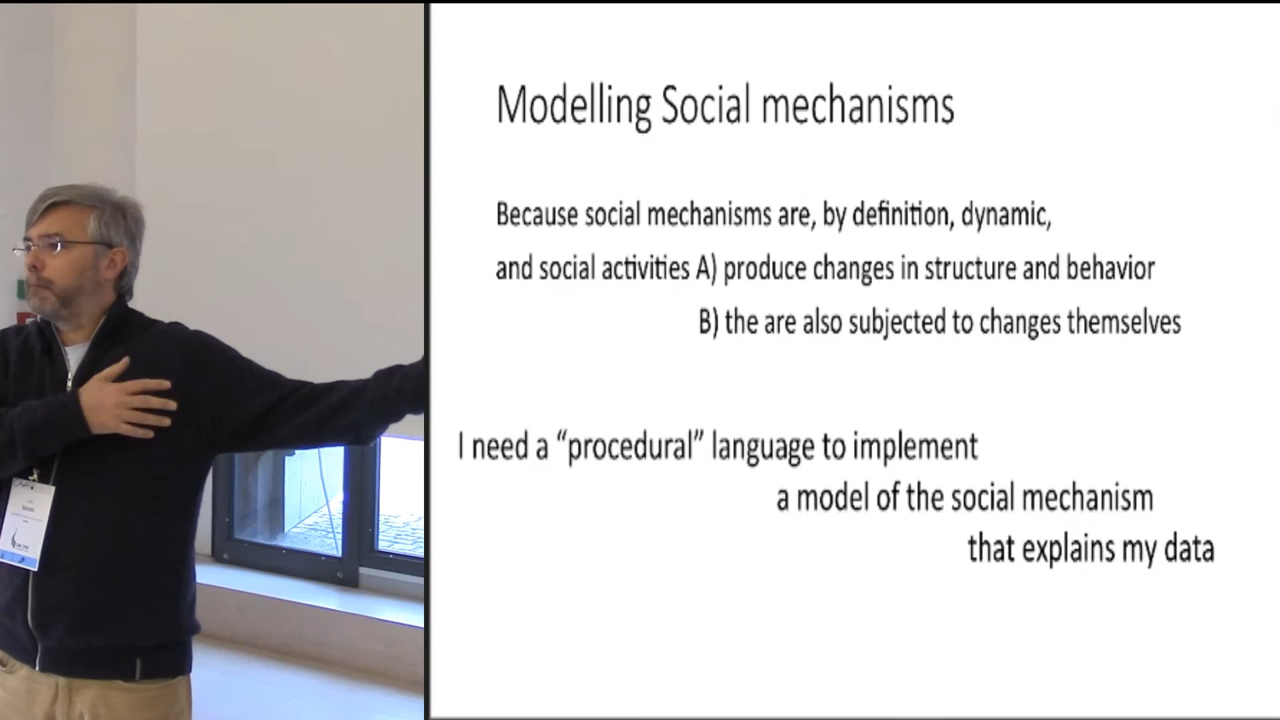 Modelling Social mechanisms
Because social mechanisms are, by definition, dynamic,
and social activities A) produce changes in structure and behavior
B) the are also subjected to changes themselves
I need a “procedural” language to implement
a model of the social mechanism
that explains my data